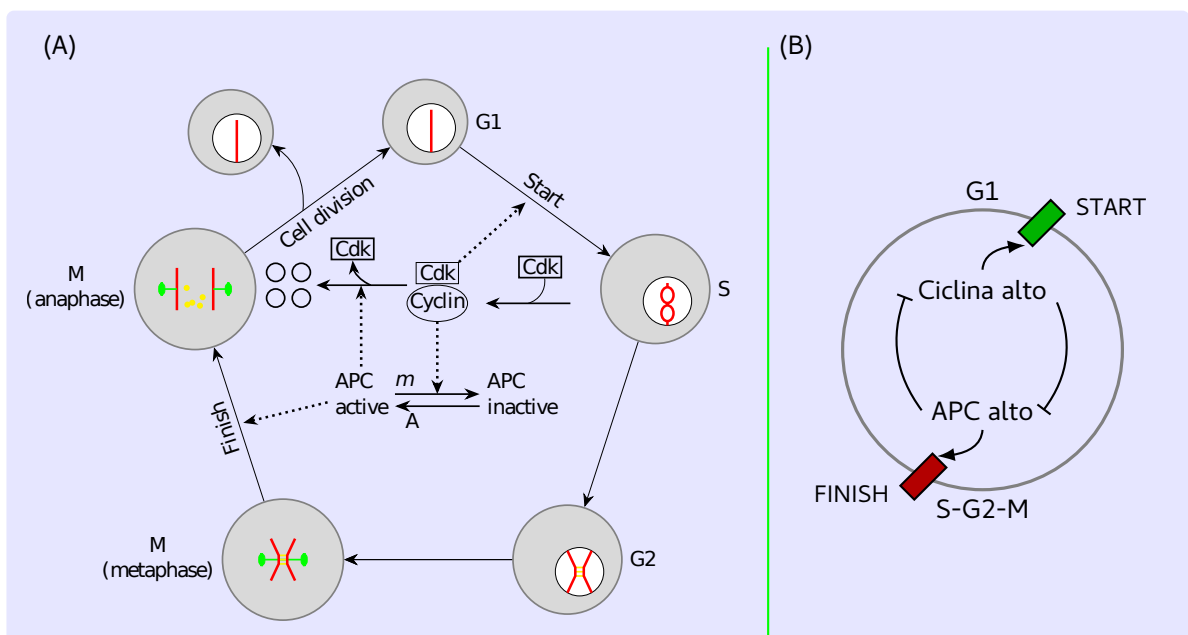 (A)
G1
Start
Cell division
Cdk
Cdk
Cdk
Cyclin
M
(anaphase)
S
APC
active
m
A
APC
inactive
Finish
M
(metaphase)
G2
(B)
G1
START
Ciclina alto
APC alto
FINISH
S-G2-M